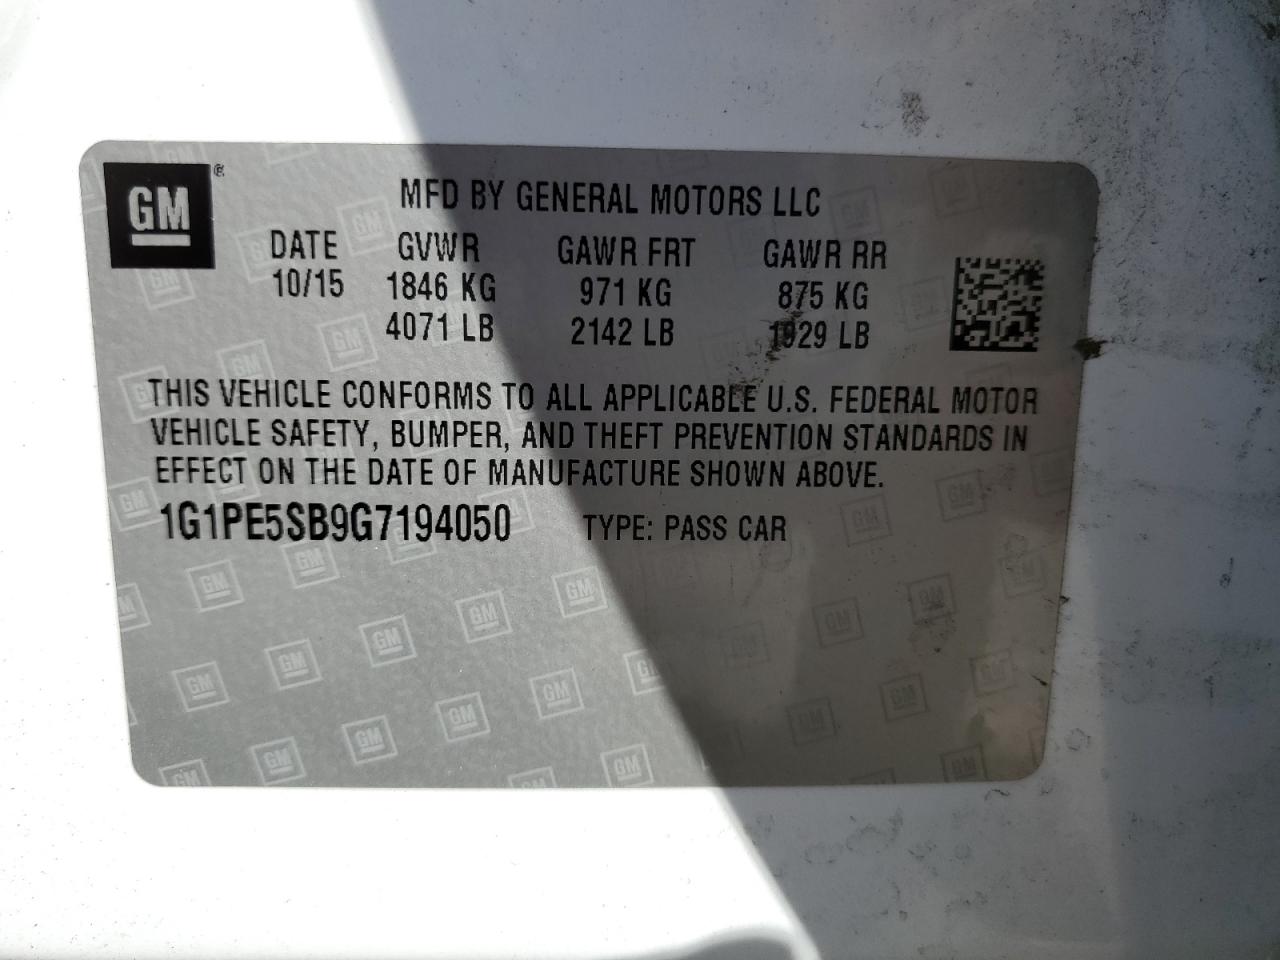 GM ®
MFD BY GENERAL MOTORS LLC
DATE GVWR GAWR FRT GAWR RR
10/15 1846 KG 971 KG 875 KG
4071 LB 2142 LB 1929 LB
THIS VEHICLE CONFORMS TO ALL APPLICABLE U.S. FEDERAL MOTOR
VEHICLE SAFETY, BUMPER, AND THEFT PREVENTION STANDARDS IN
EFFECT ON THE DATE OF MANUFACTURE SHOWN ABOVE.
1G1PE5SB9G7194050 TYPE: PASS CAR